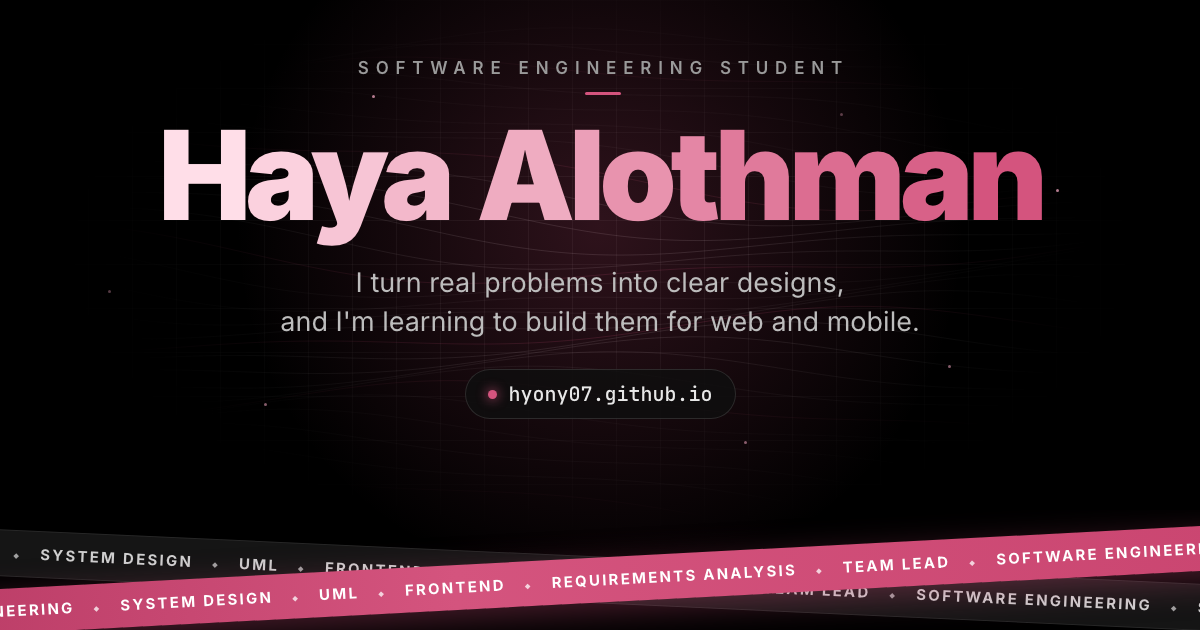 SOFTWARE ENGINEERING STUDENT
Haya Alothman
I turn real problems into clear designs,
and I'm learning to build them for web and mobile.
hyony07.github.io
SYSTEM DESIGN ◆ UML ◆ FRONTEND
LEAD ◆ SOFTWARE ENGINEERING
SYSTEM DESIGN ◆ UML ◆ FRONTEND ◆ REQUIREMENTS ANALYSIS ◆ TEAM LEAD ◆ SOFTWARE